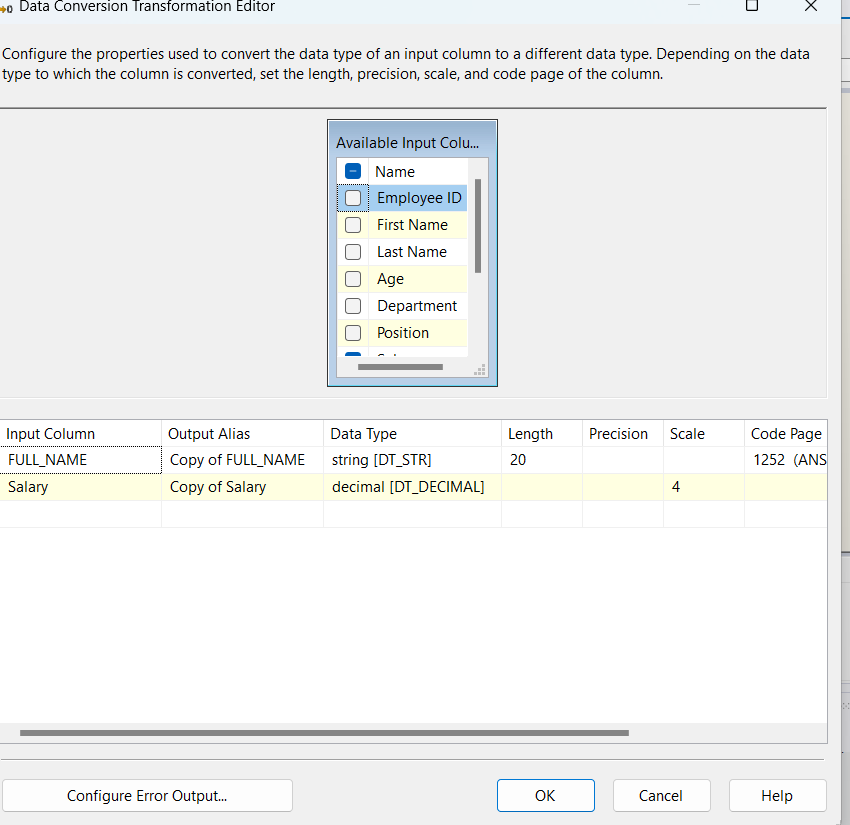 Data Conversion Transformation Editor
Configure the properties used to convert the data type of an input column to a different data type. Depending on the data
type to which the column is converted, set the length, precision, scale, and code page of the column.
Available Input Colu...
Name
Employee ID
First Name
Last Name
Age
Department
Position
Input Column Output Alias Data Type Length Precision Scale Code Page
FULL_NAME Copy of FULL_NAME string [DT_STR] 20 1252 (ANS
Salary Copy of Salary decimal [DT_DECIMAL] 4
Configure Error Output... OK Cancel Help